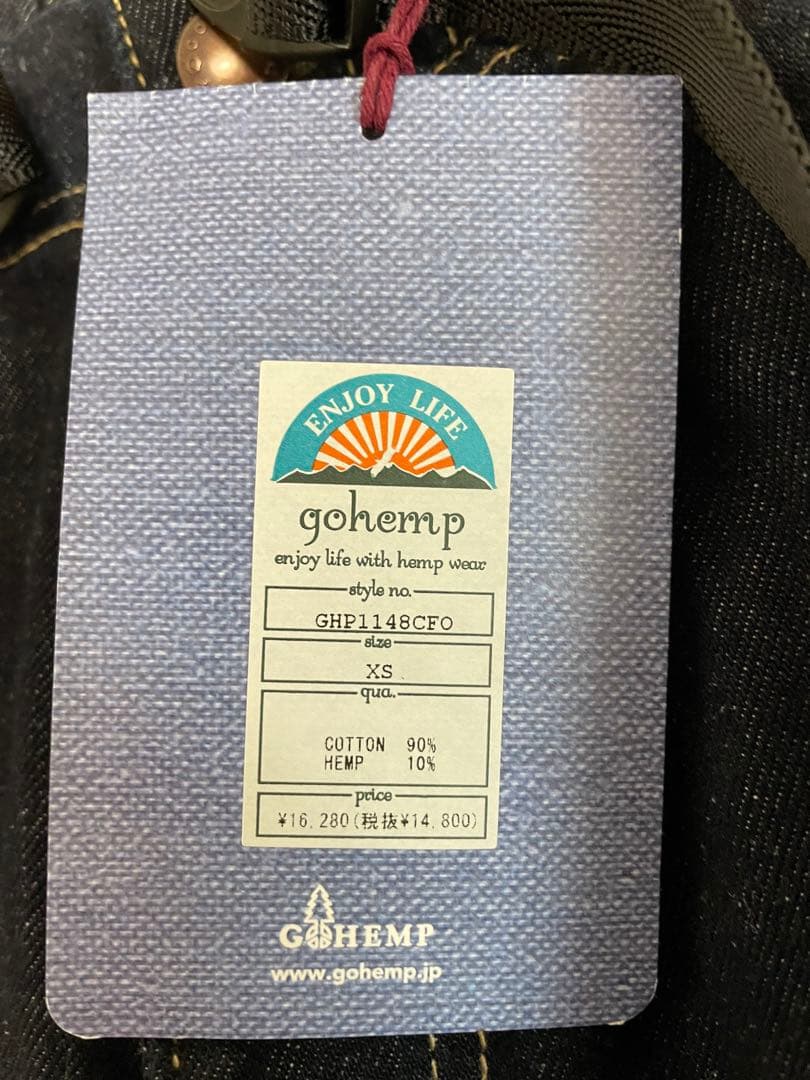 ENJOY LIFE
gohemp
enjoy life with hemp wear
style no.
GHP1148CFO
size
XS
qua.
COTTON 90%
HEMP 10%
price
¥16,280(税抜¥14,800)
GOHEMP
www.gohemp.jp